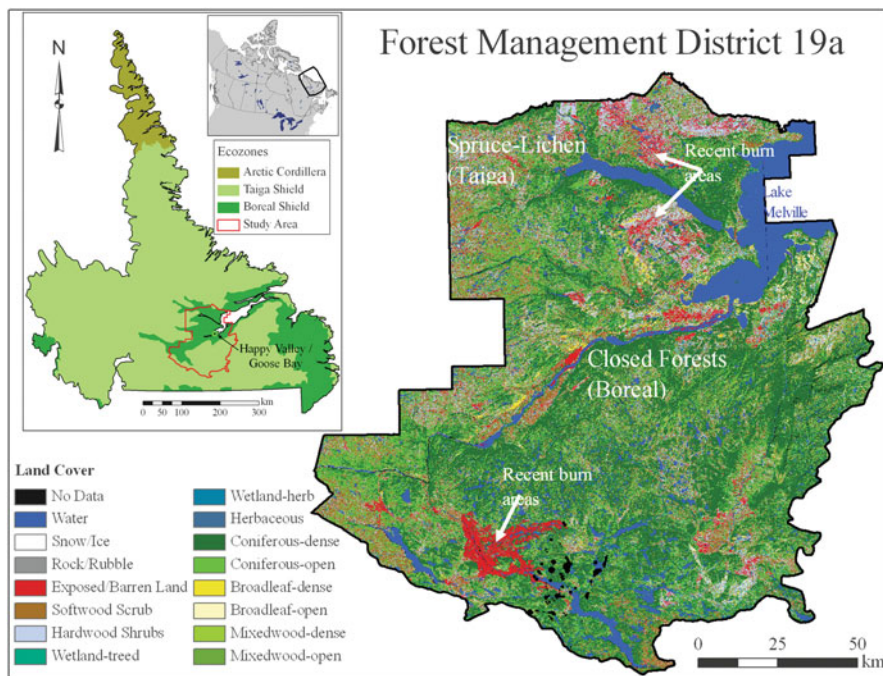 Forest Management District 19a
N
Ecozones
Arctic Cordillera
Taiga Shield
Boreal Shield
Study Area
Happy Valley /
Goose Bay
0 50 100 200 300
km
Spruce-Lichen
(Taiga)
Recent burn
areas
Lake
Melville
Closed Forests
(Boreal)
Recent burn
areas
Land Cover
No Data
Water
Snow/Ice
Rock/Rubble
Exposed/Barren Land
Softwood Scrub
Hardwood Shrubs
Wetland-treed
Wetland-herb
Herbaceous
Coniferous-dense
Coniferous-open
Broadleaf-dense
Broadleaf-open
Mixedwood-dense
Mixedwood-open
0 25 50
km